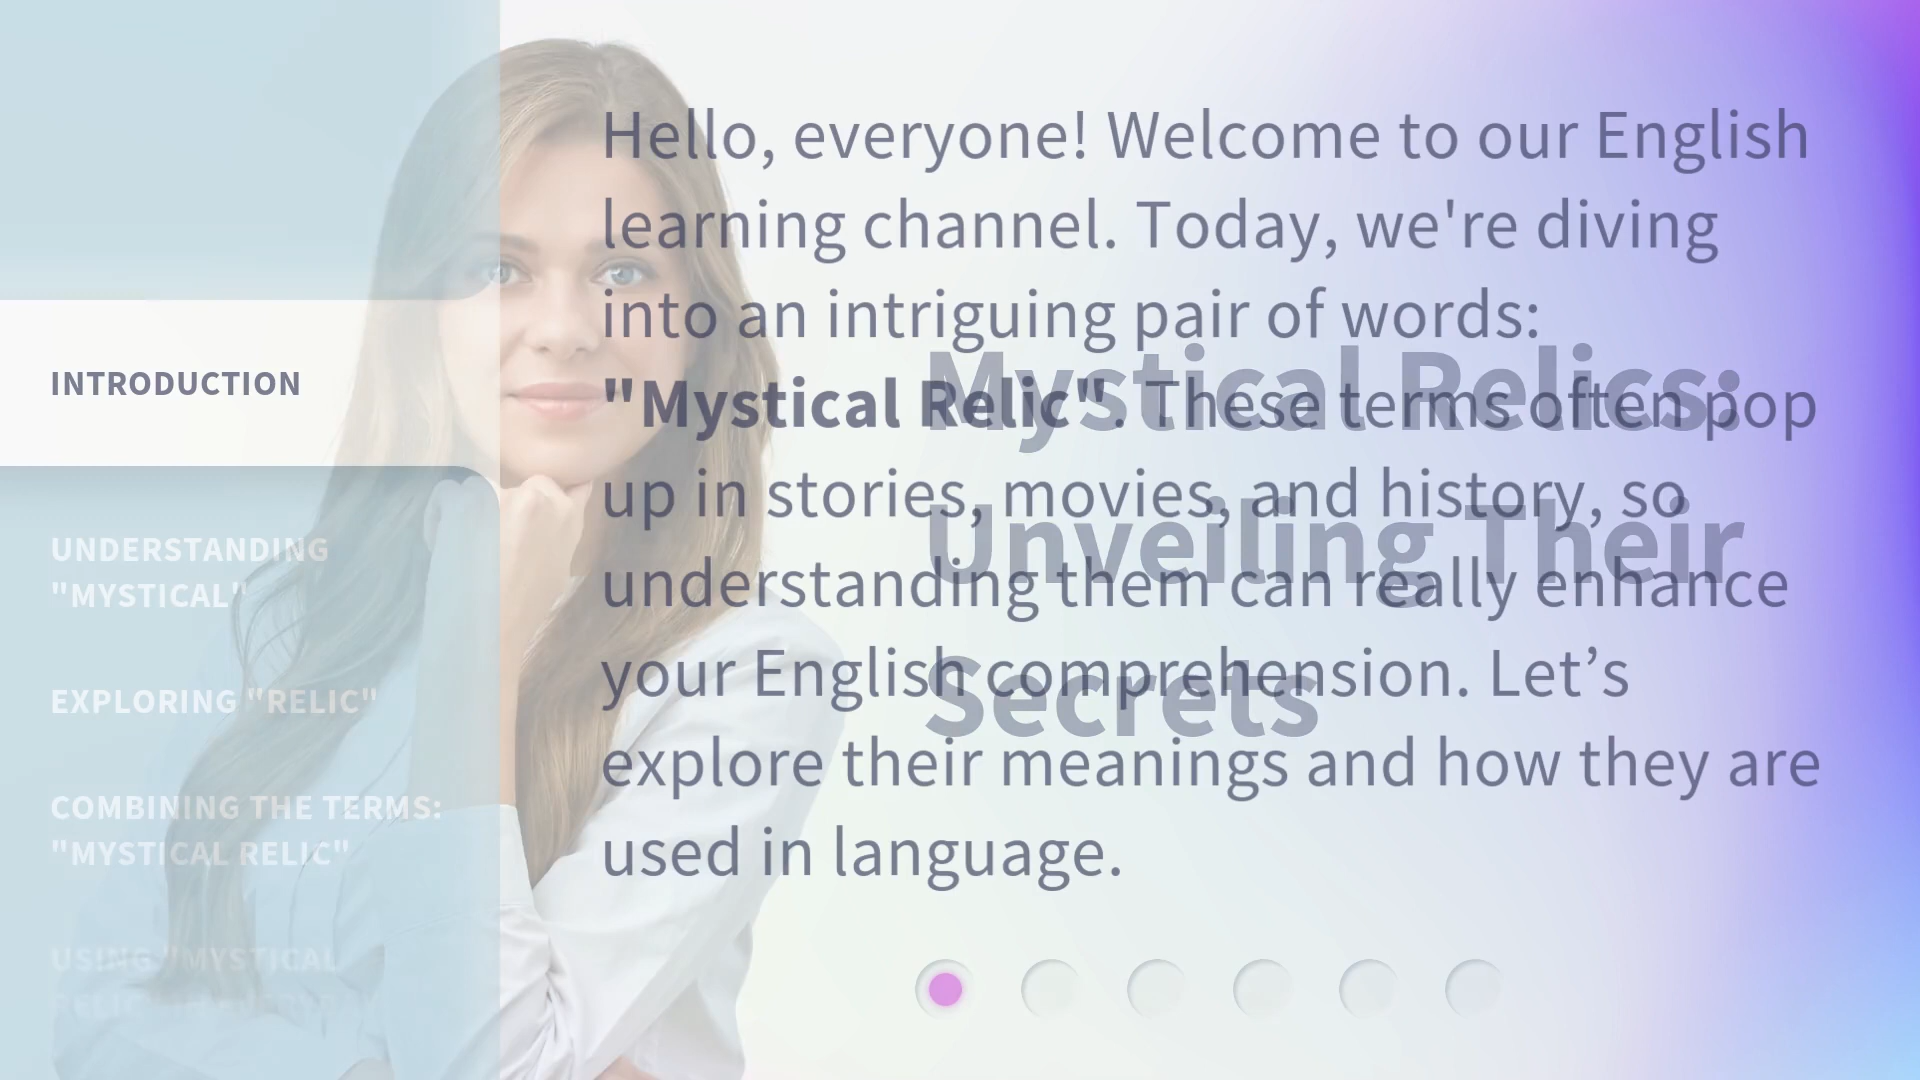 INTRODUCTION
UNDERSTANDING
"MYSTICAL"
EXPLORING "RELIC"
COMBINING THE TERMS:
"MYSTICAL RELIC"
USING "MYSTICAL
RELIC" IN EVERYDAY
Hello, everyone! Welcome to our English
learning channel. Today, we're diving
into an intriguing pair of words:
"Mystical Relic". These terms often pop
up in stories, movies, and history, so
understanding them can really enhance
your English comprehension. Let’s
explore their meanings and how they are
used in language.
Mystical Relics:
Unveiling Their
Secrets